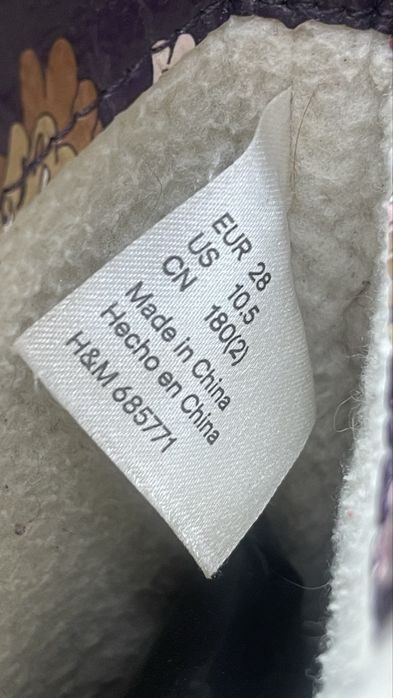 EUR 28
US 10.5
CN 180(2)
Made in China
Hecho en China
H&M 685771